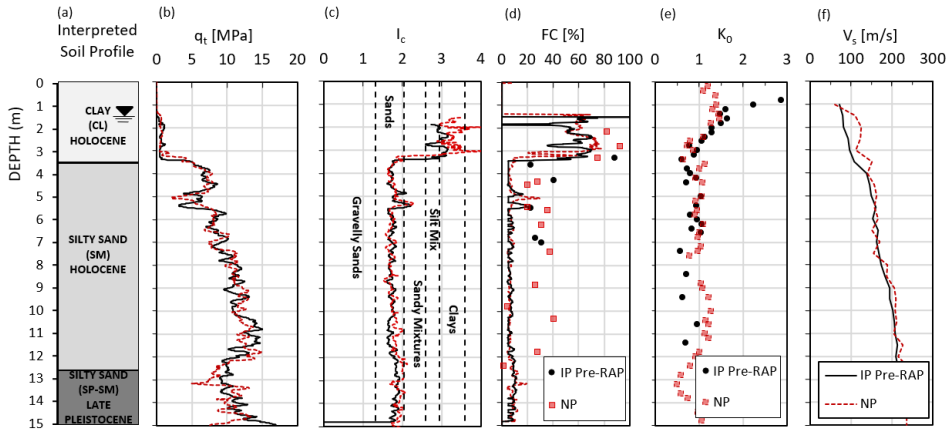 (a)
Interpreted
Soil Profile
DEPTH (m)
0
1
2
3
4
5
6
7
8
9
10
11
12
13
14
15
CLAY
(CL)
HOLOCENE
SILTY SAND
(SM)
HOLOCENE
SILTY SAND
(SP-SM)
LATE
PLEISTOCENE
(b)
qt [MPa]
0 5 10 15 20
(c)
Ic
0 1 2 3 4
Gravelly Sands
Sands
Sandy Mixtures
Silt Mix
Clays
(d)
FC [%]
0 20 40 60 80 100
IP Pre-RAP
NP
(e)
K0
0 1 2 3
IP Pre-RAP
NP
(f)
Vs [m/s]
0 100 200 300
IP Pre-RAP
NP